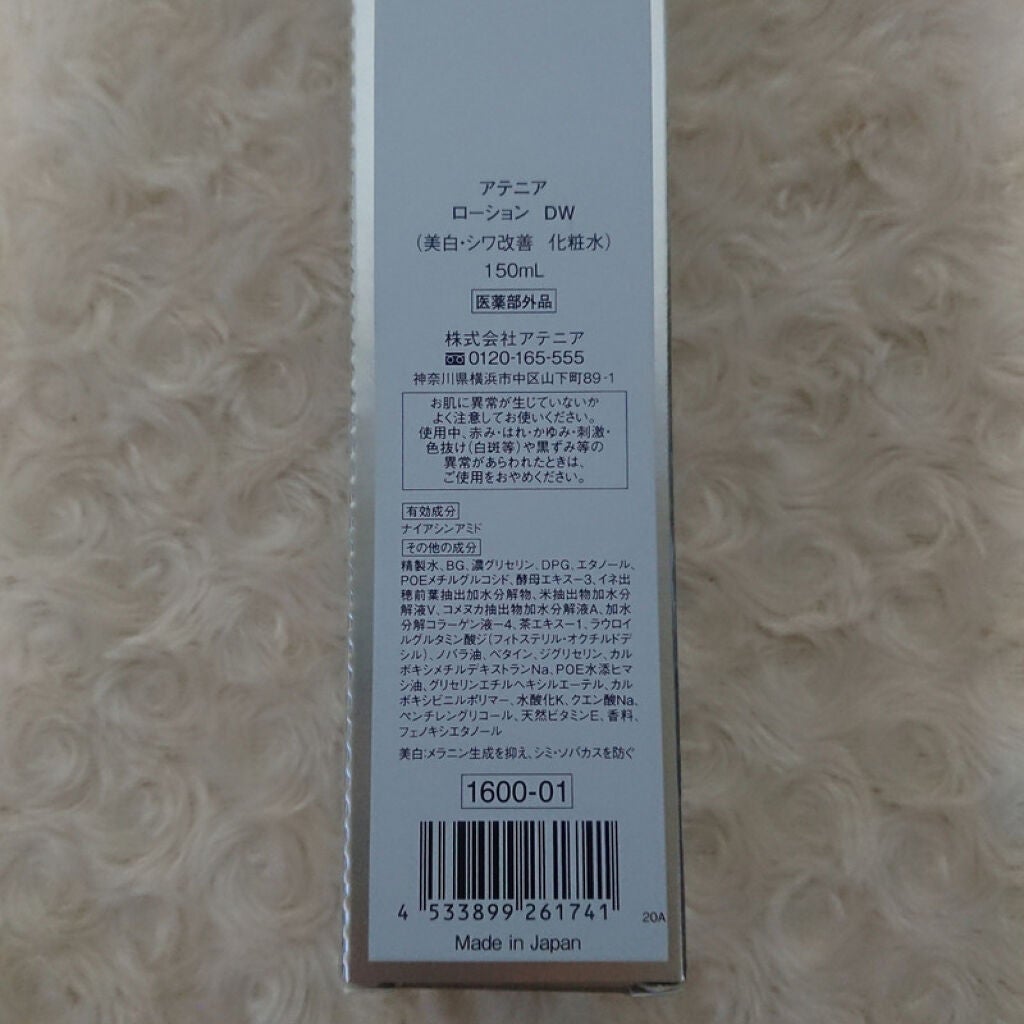 アテニア
ローション DW
(美白・シワ改善 化粧水)
150mL
医薬部外品
株式会社アテニア
0120-165-555
神奈川県横浜市中区山下町89-1
お肌に異常が生じていないか
よく注意してお使いください。
使用中、赤み・はれ・かゆみ・刺激・
色抜け(白斑等)や黒ずみ等の
異常があらわれたときは、
ご使用をおやめください。
有効成分
ナイアシンアミド
その他の成分
精製水、BG、濃グリセリン、DPG、エタノール、
POEメチルグルコシド、酵母エキス-3、イネ出
穂前葉抽出加水分解物、米抽出物加水分
解液V、コメヌカ抽出物加水分解液A、加水
分解コラーゲン液-4、茶エキス-1、ラウロイ
ルグルタミン酸ジ(フィトステリル・オクチルドデ
シル)、ノバラ油、ベタイン、ジグリセリン、カル
ボキシメチルデキストランNa、POE水添ヒマ
シ油、グリセリンエチルヘキシルエーテル、カル
ボキシビニルポリマー、水酸化K、クエン酸Na、
ペンチレングリコール、天然ビタミンE、香料、
フェノキシエタノール
美白:メラニン生成を抑え、シミ・ソバカスを防ぐ
1600-01
4 533899 261741
20A
Made in Japan